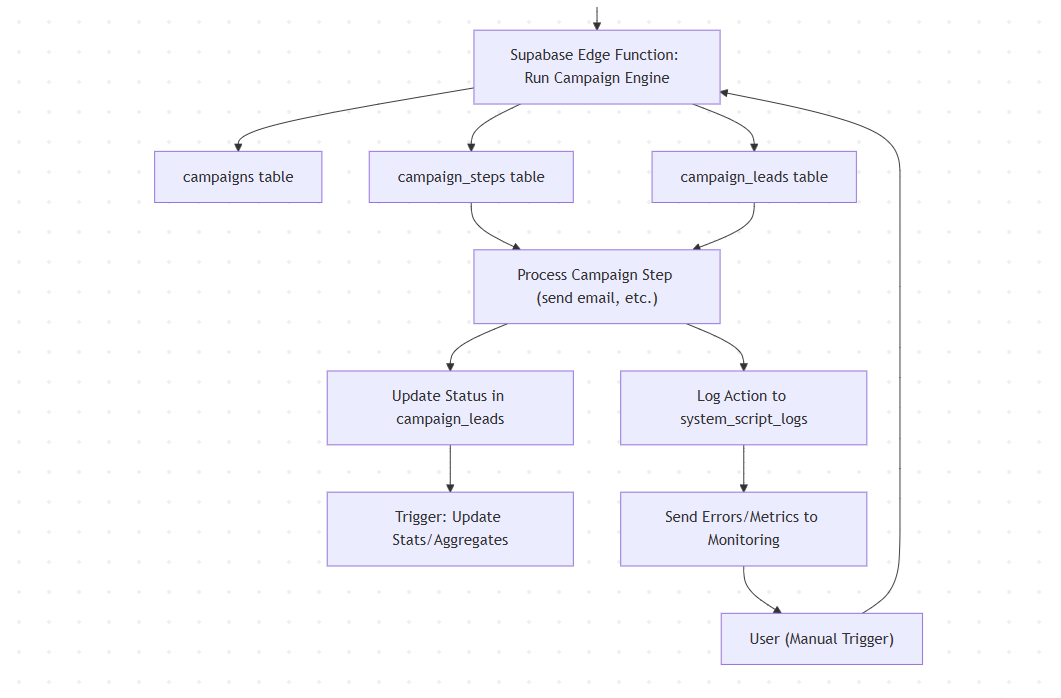 Supabase Edge Function:
Run Campaign Engine
campaigns table
campaign_steps table
campaign_leads table
Process Campaign Step
(send email, etc.)
Update Status in
campaign_leads
Log Action to
system_script_logs
Trigger: Update
Stats/Aggregates
Send Errors/Metrics to
Monitoring
User (Manual Trigger)